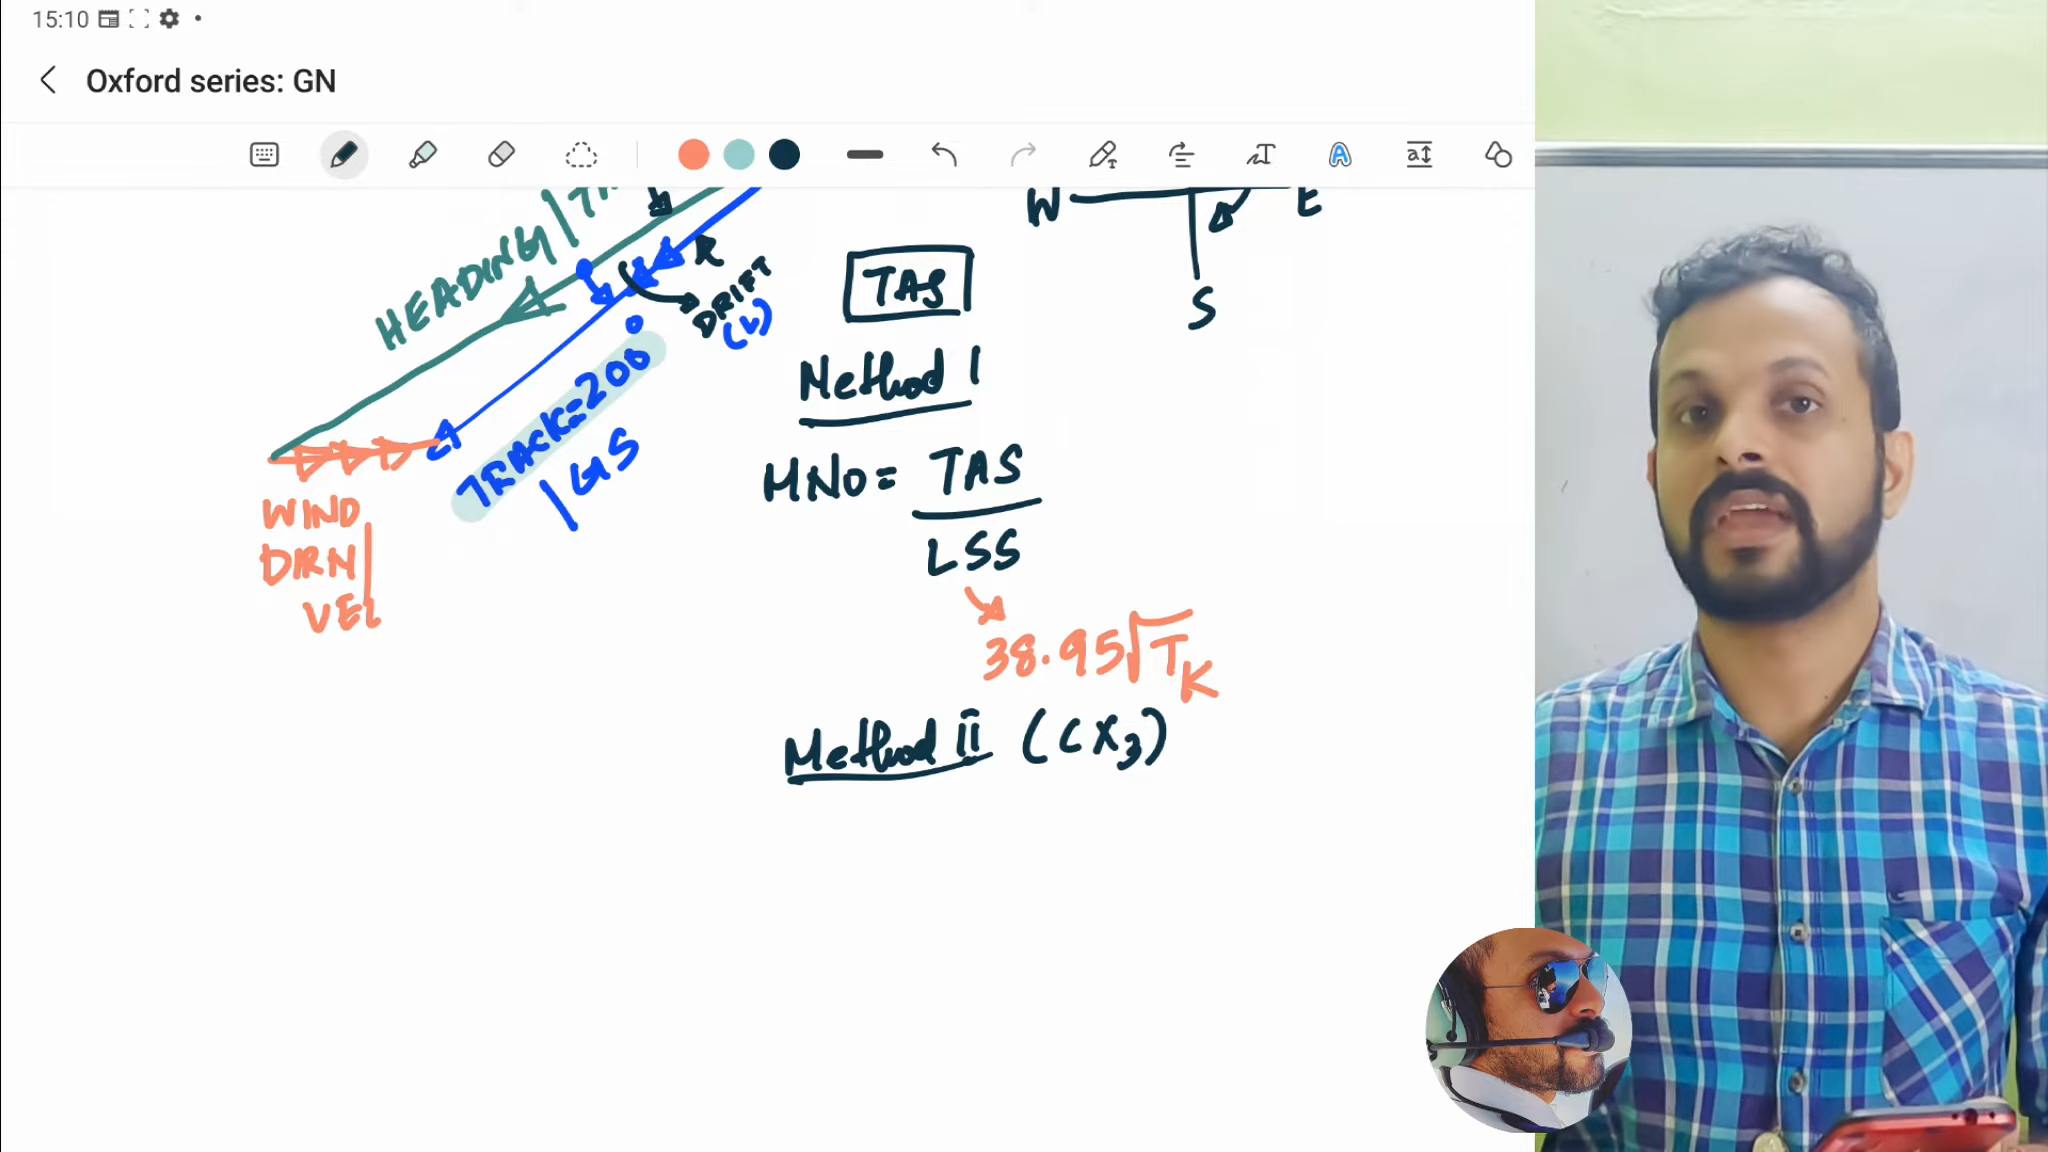 15:10
Oxford series: GN
HEADING/
R
DRIFT
(L)
TRACK=200°
/GS
WIND
DIRN/
VEL
W
E
S
TAS
Method I
MNO = TAS
LSS
38.95√TK
Method II (CX3)